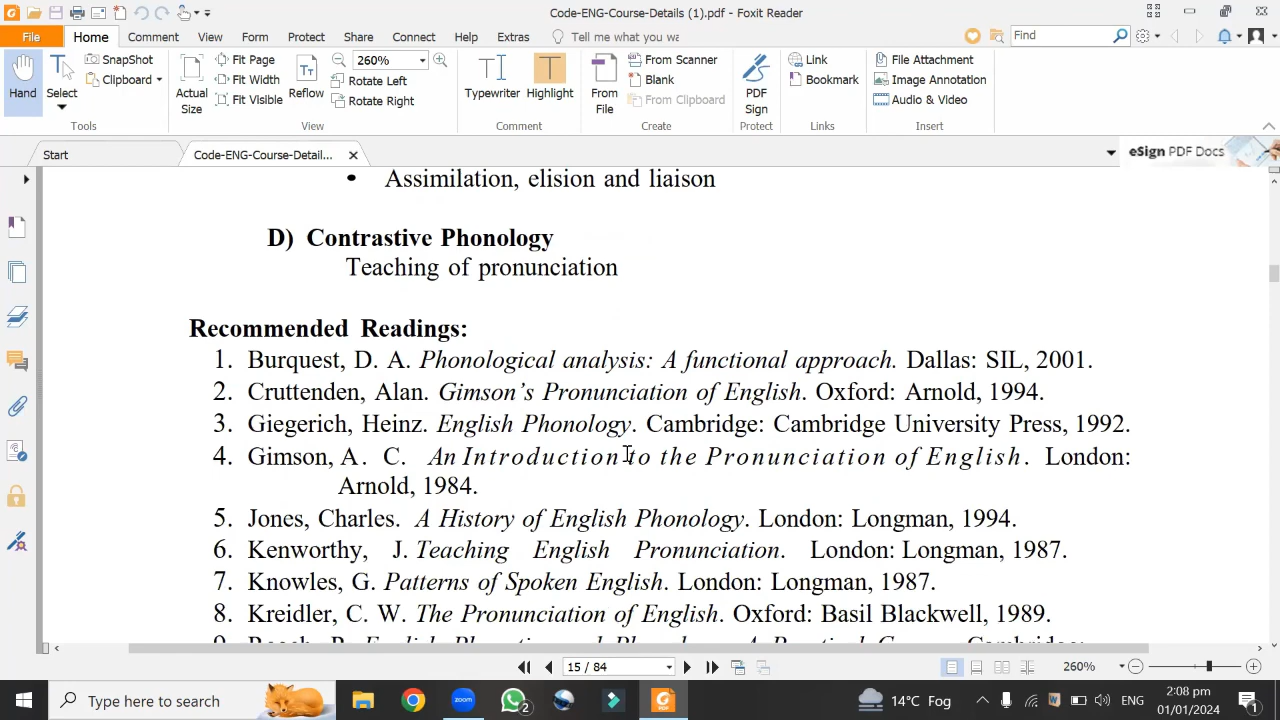 Code-ENG-Course-Details (1).pdf - Foxit Reader
File Home Comment View Form Protect Share Connect Help Extras Tell me what you wa Find
Hand
Select
SnapShot
Clipboard
Actual Size
Fit Page
Fit Width
Fit Visible
Reflow
260%
Rotate Left
Rotate Right
Typewriter
Highlight
From File
From Scanner
Blank
From Clipboard
PDF Sign
Link
Bookmark
File Attachment
Image Annotation
Audio & Video
Tools View Comment Create Protect Links Insert
Start Code-ENG-Course-Detail... eSign PDF Docs
• Assimilation, elision and liaison
D) Contrastive Phonology
Teaching of pronunciation
Recommended Readings:
1. Burquest, D. A. Phonological analysis: A functional approach. Dallas: SIL, 2001.
2. Cruttenden, Alan. Gimson's Pronunciation of English. Oxford: Arnold, 1994.
3. Giegerich, Heinz. English Phonology. Cambridge: Cambridge University Press, 1992.
4. Gimson, A. C. An Introduction to the Pronunciation of English. London:
Arnold, 1984.
5. Jones, Charles. A History of English Phonology. London: Longman, 1994.
6. Kenworthy, J. Teaching English Pronunciation. London: Longman, 1987.
7. Knowles, G. Patterns of Spoken English. London: Longman, 1987.
8. Kreidler, C. W. The Pronunciation of English. Oxford: Basil Blackwell, 1989.
15 / 84 260%
Type here to search zoom 2 14°C Fog ENG 2:08 pm
01/01/2024 1